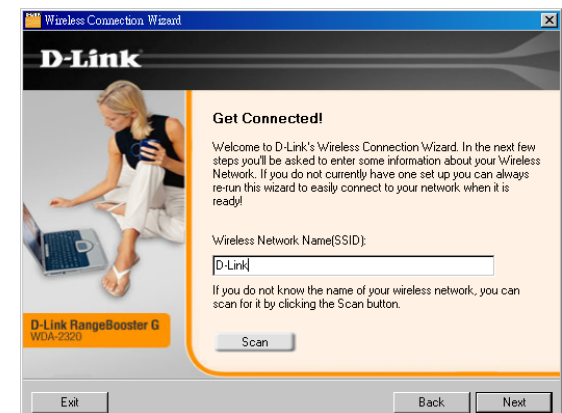 Wireless Connection Wizard
D-Link
Get Connected!
Welcome to D-Link's Wireless Connection Wizard. In the next few
steps you'll be asked to enter some information about your Wireless
Network. If you do not currently have one set up you can always
re-run this wizard to easily connect to your network when it is
ready!
Wireless Network Name(SSID):
D-Link
If you do not know the name of your wireless network, you can
scan for it by clicking the Scan button.
D-Link RangeBooster G
WDA-2320
Scan
Exit
Back
Next